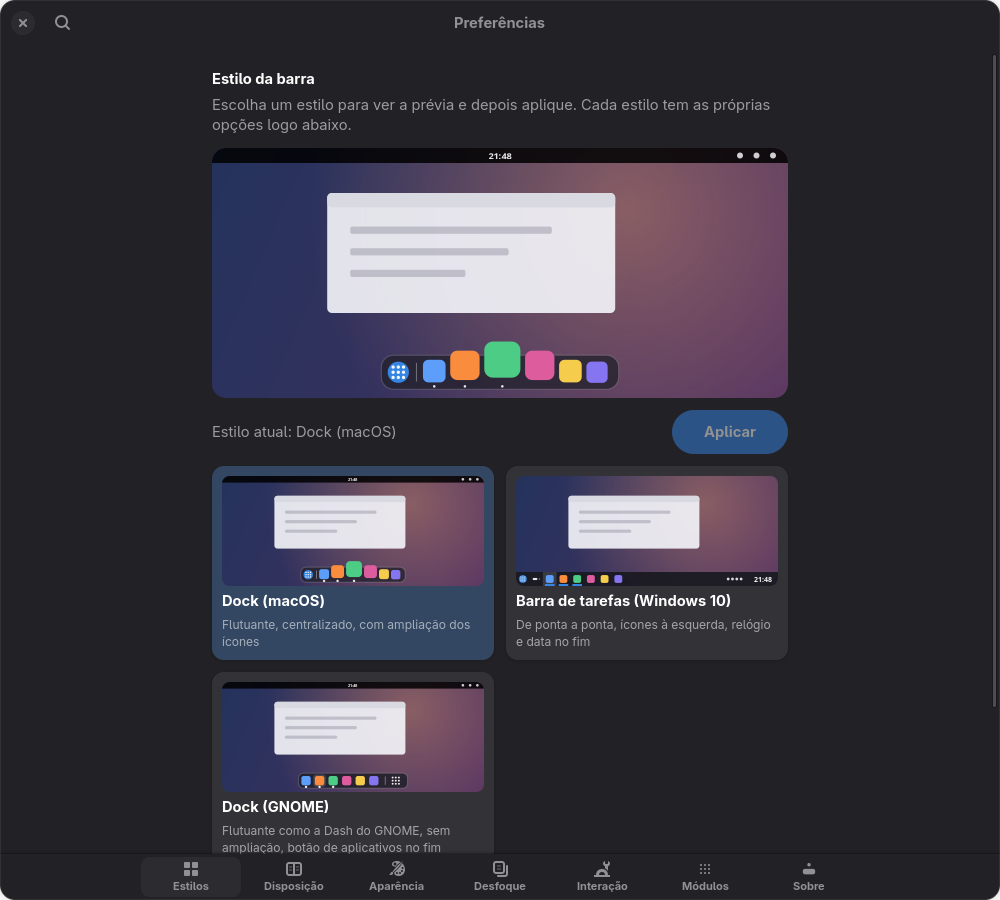 Preferências
Estilo da barra
Escolha um estilo para ver a prévia e depois aplique. Cada estilo tem as próprias
opções logo abaixo.
21:48
Estilo atual: Dock (macOS)
Aplicar
21:48
Dock (macOS)
Flutuante, centralizado, com ampliação dos
ícones
21:48
Barra de tarefas (Windows 10)
De ponta a ponta, ícones à esquerda, relógio
e data no fim
21:48
Dock (GNOME)
Flutuante como a Dash do GNOME, sem
ampliação, botão de aplicativos no fim
Estilos
Disposição
Aparência
Desfoque
Interação
Módulos
Sobre